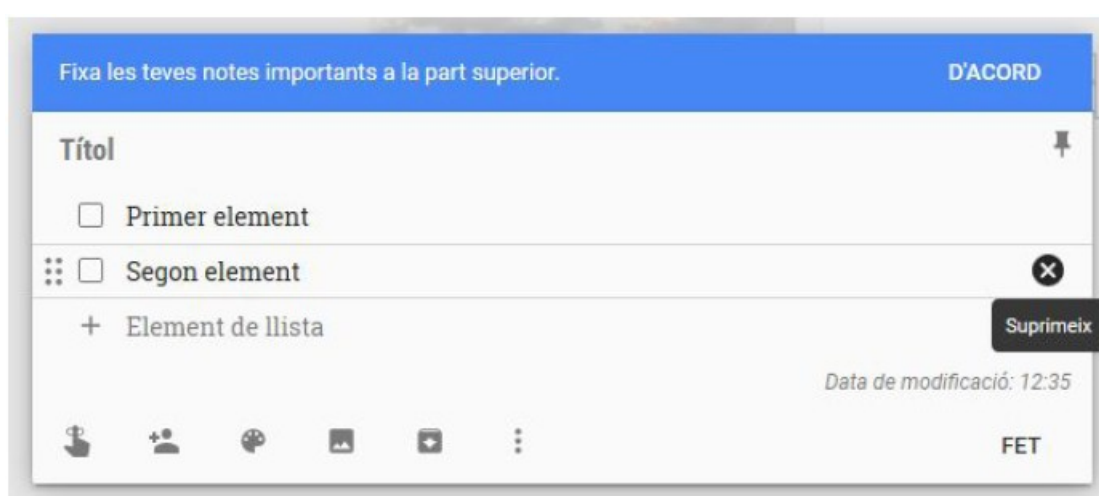 Fixa les teves notes importants a la part superior. D'ACORD
Títol
Primer element
Segon element
+ Element de llista
Suprimeix
Data de modificació: 12:35
FET